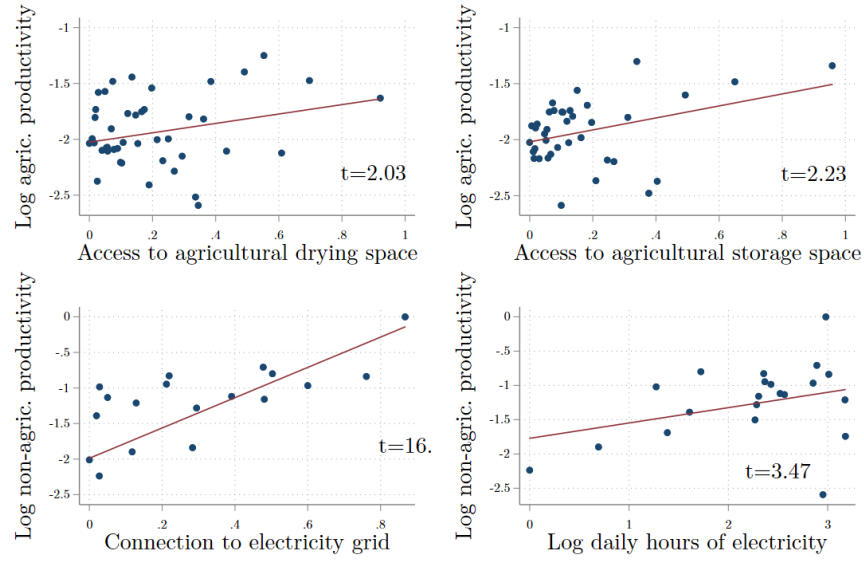 Log agric. productivity
-1
-1.5
-2
-2.5
t=2.03
0 .2 .4 .6 .8 1
Access to agricultural drying space
Log agric. productivity
-1
-1.5
-2
-2.5
t=2.23
0 .2 .4 .6 .8 1
Access to agricultural storage space
Log non-agric. productivity
0
-.5
-1
-1.5
-2
-2.5
t=16.
0 .2 .4 .6 .8
Connection to electricity grid
Log non-agric. productivity
0
-.5
-1
-1.5
-2
-2.5
t=3.47
0 1 2 3
Log daily hours of electricity